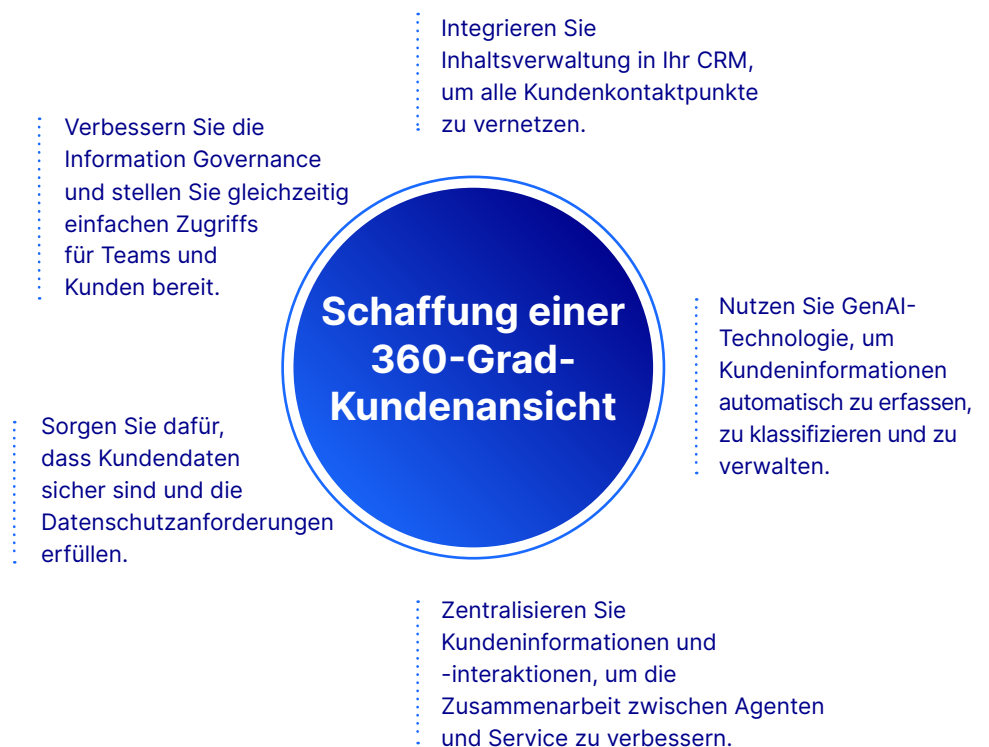 Integrieren Sie
Inhaltsverwaltung in Ihr CRM,
um alle Kundenkontaktpunkte
zu vernetzen.
Verbessern Sie die
Information Governance
und stellen Sie gleichzeitig
einfachen Zugriffs
für Teams und
Kunden bereit.
Schaffung einer
360-Grad-
Kundenansicht
Nutzen Sie GenAI-
Technologie, um
Kundeninformationen
automatisch zu erfassen,
zu klassifizieren und zu
verwalten.
Sorgen Sie dafür,
dass Kundendaten
sicher sind und die
Datenschutzanforderungen
erfüllen.
Zentralisieren Sie
Kundeninformationen und
-interaktionen, um die
Zusammenarbeit zwischen Agenten
und Service zu verbessern.